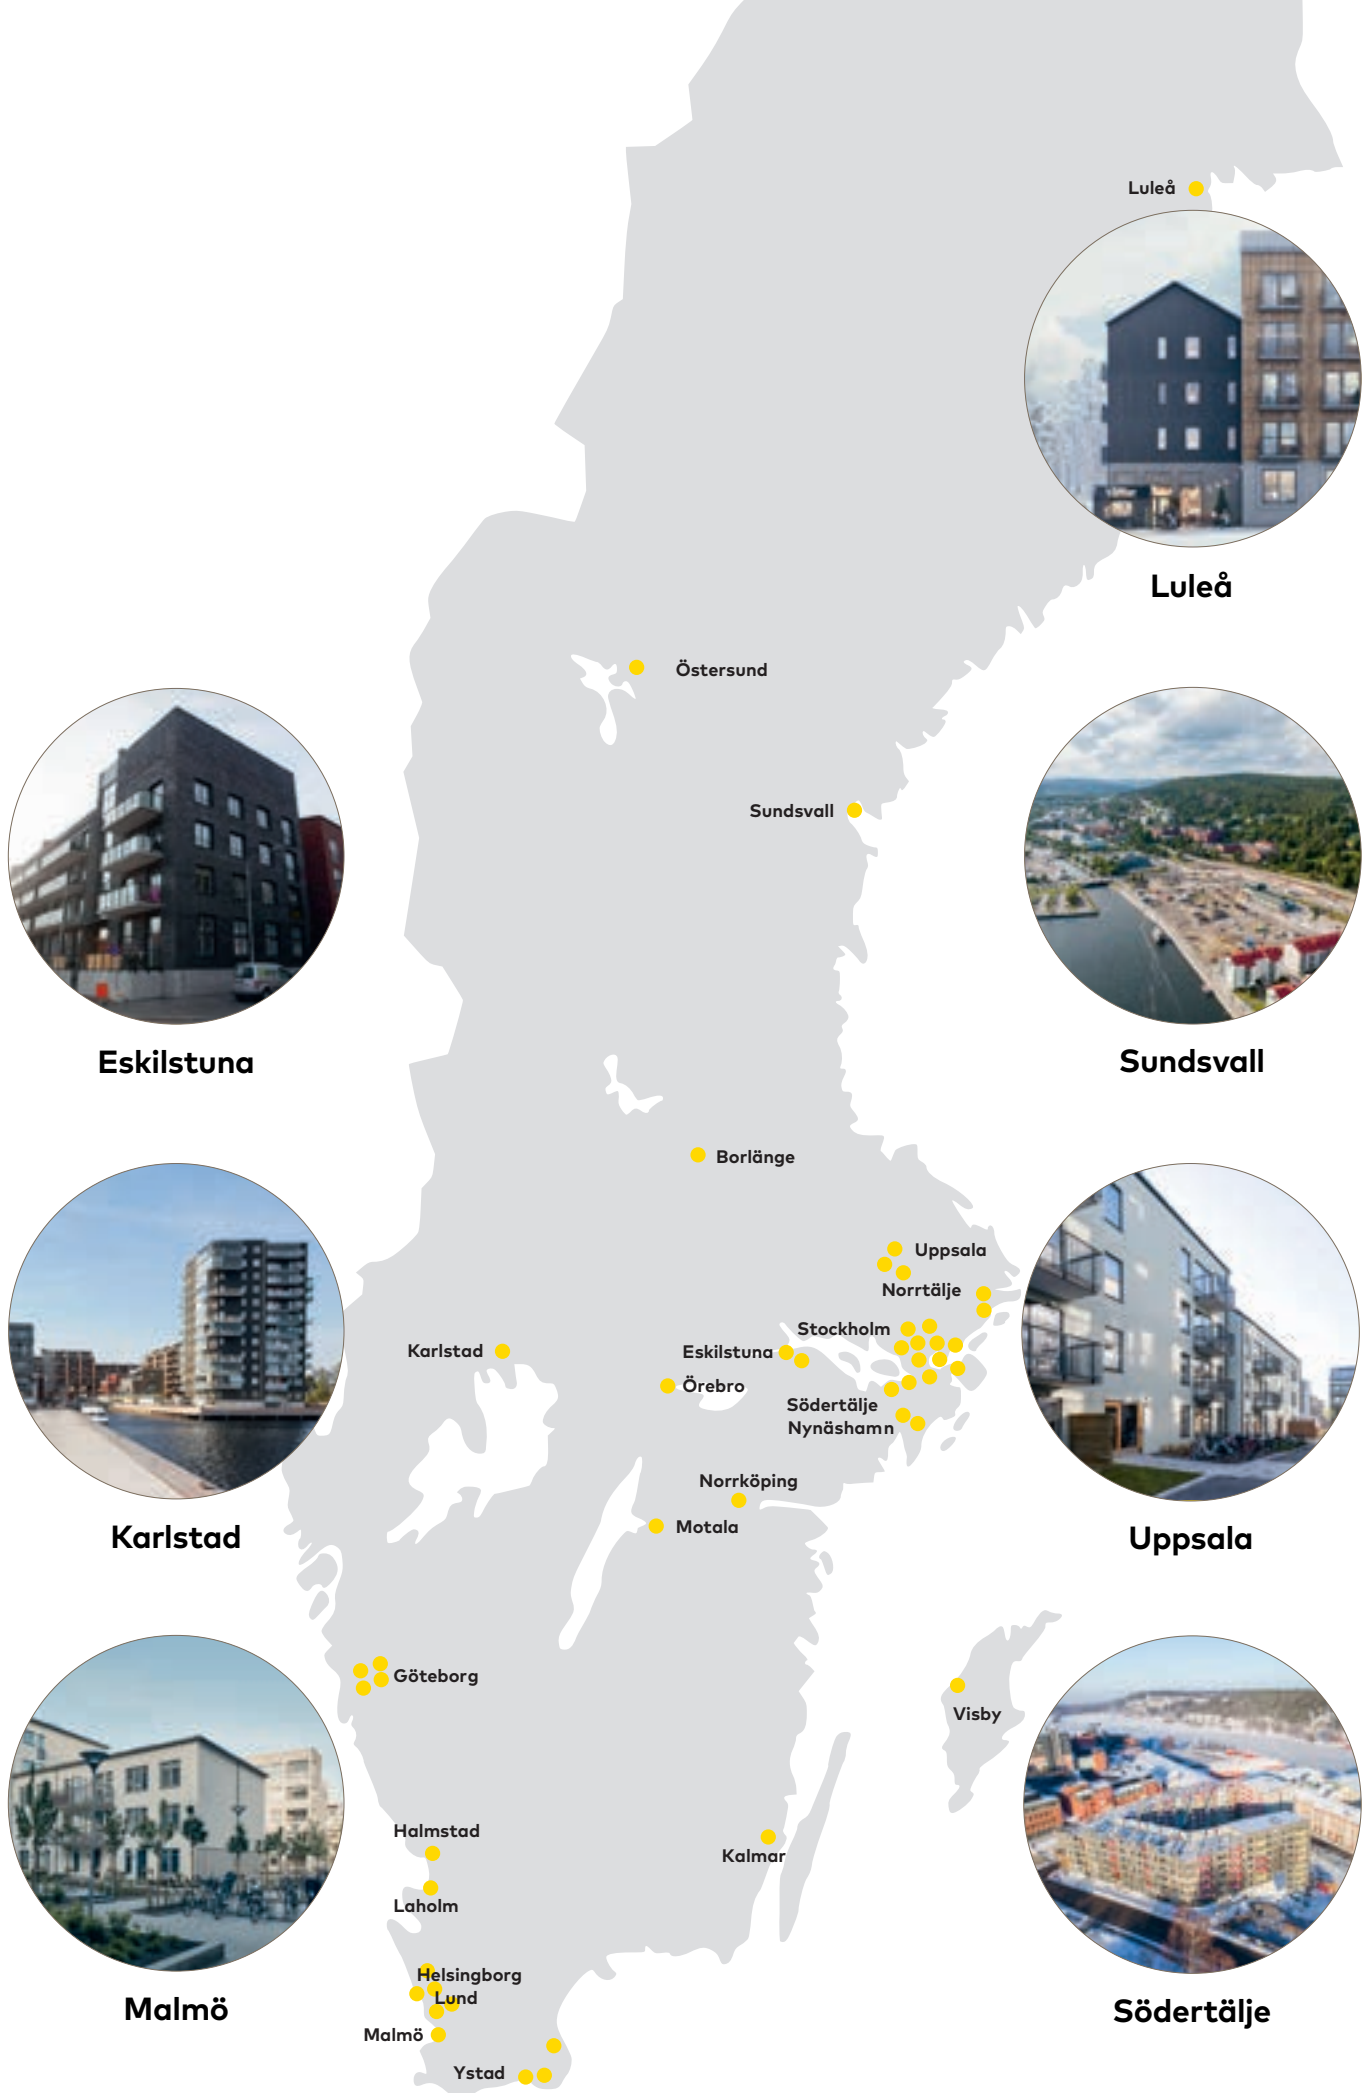 Luleå
Luleå
Östersund
Sundsvall
Eskilstuna
Sundsvall
Borlänge
Uppsala
Norrtälje
Stockholm
Karlstad
Eskilstuna
Örebro
Södertälje
Nynäshamn
Norrköping
Motala
Karlstad
Uppsala
Göteborg
Visby
Halmstad
Kalmar
Laholm
Helsingborg
Lund
Malmö
Södertälje
Malmö
Ystad